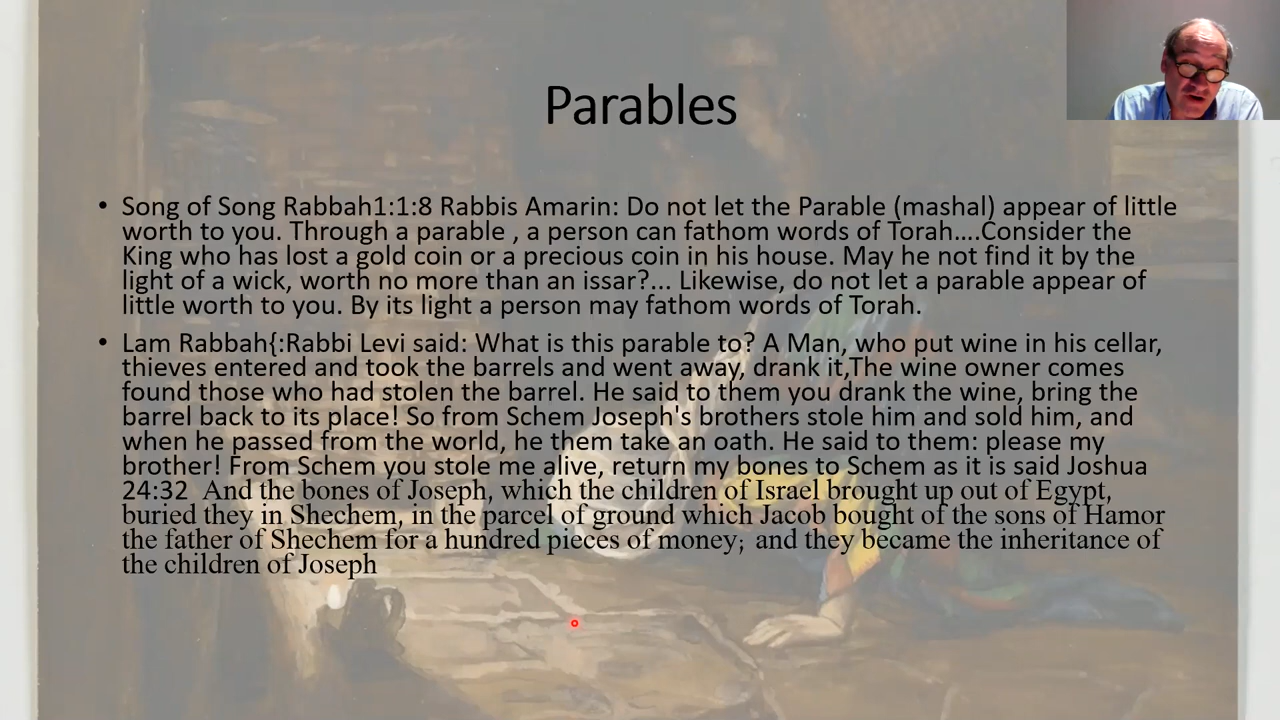 Parables
• Song of Song Rabbah1:1:8 Rabbis Amarin: Do not let the Parable (mashal) appear of little
worth to you. Through a parable , a person can fathom words of Torah....Consider the
King who has lost a gold coin or a precious coin in his house. May he not find it by the
light of a wick, worth no more than an issar?... Likewise, do not let a parable appear of
little worth to you. By its light a person may fathom words of Torah.
• Lam Rabbah{:Rabbi Levi said: What is this parable to? A Man, who put wine in his cellar,
thieves entered and took the barrels and went away, drank it,The wine owner comes
found those who had stolen the barrel. He said to them you drank the wine, bring the
barrel back to its place! So from Schem Joseph's brothers stole him and sold him, and
when he passed from the world, he them take an oath. He said to them: please my
brother! From Schem you stole me alive, return my bones to Schem as it is said Joshua
24:32 And the bones of Joseph, which the children of Israel brought up out of Egypt,
buried they in Shechem, in the parcel of ground which Jacob bought of the sons of Hamor
the father of Shechem for a hundred pieces of money; and they became the inheritance of
the children of Joseph